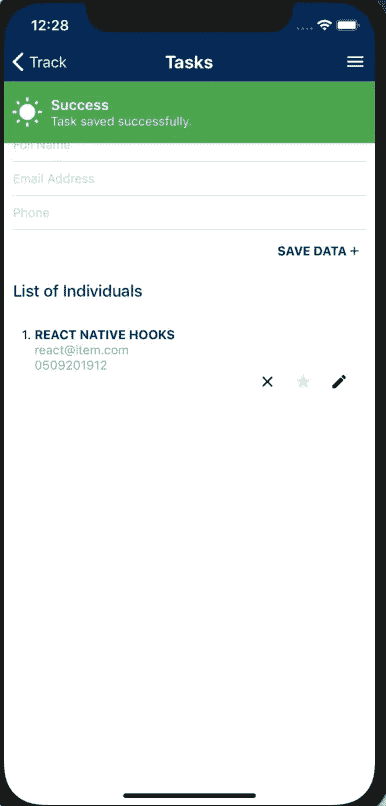 12:28
Track
Tasks
Success
Task saved successfully.
Full Name
Email Address
Phone
SAVE DATA +
List of Individuals
1. REACT NATIVE HOOKS
react@item.com
0509201912